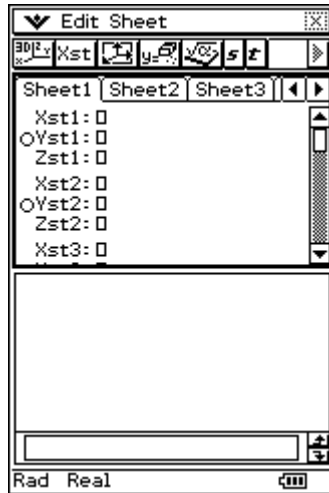 Edit Sheet
Xst s t
Sheet1 Sheet2 Sheet3
Xst1:
Yst1:
Zst1:
Xst2:
Yst2:
Zst2:
Xst3:
Rad Real